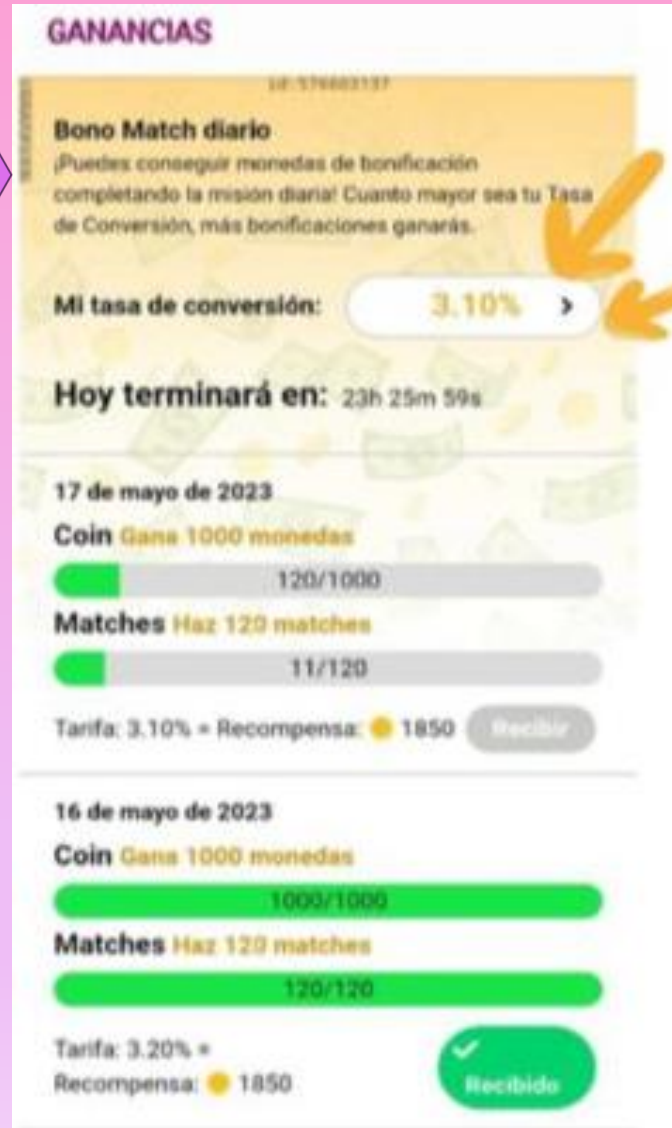 GANANCIAS
Bono Match diario
¡Puedes conseguir monedas de bonificación
completando la misión diaria! Cuanto mayor sea tu Tasa
de Conversión, más bonificaciones ganarás.
Mi tasa de conversión: 3.10% >
Hoy terminará en: 23h 25m 59s
17 de mayo de 2023
Coin Gana 1000 monedas
120/1000
Matches Haz 120 matches
11/120
Tarifa: 3.10% = Recompensa: 1850 Recibir
16 de mayo de 2023
Coin Gana 1000 monedas
1000/1000
Matches Haz 120 matches
120/120
Tarifa: 3.20% =
Recompensa: 1850
Recibido